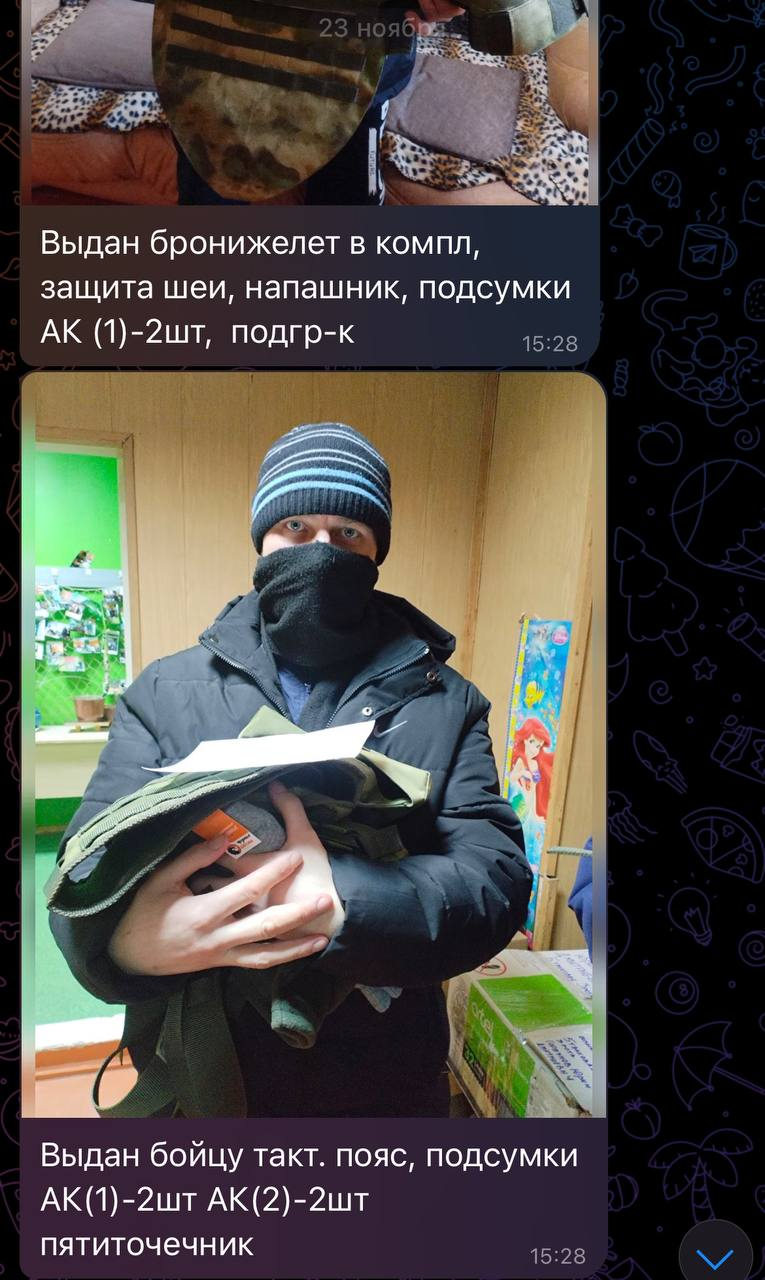 23 ноября
Выдан бронижелет в компл,
защита шеи, напашник, подсумки
АК (1)-2шт, подгр-к
15:28
Выдан бойцу такт. пояс, подсумки
АК(1)-2шт АК(2)-2шт
пятиточечник
15:28